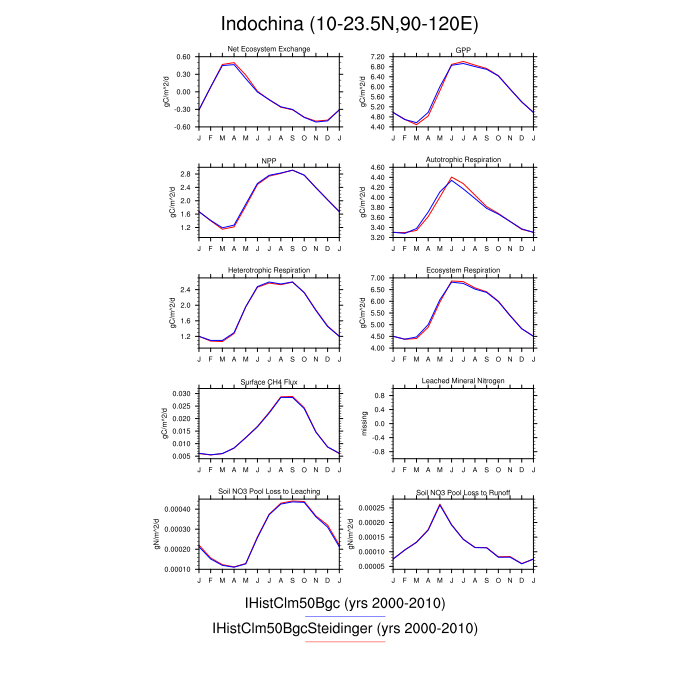 Indochina (10-23.5N,90-120E)
Net Ecosystem Exchange
GPP
gC/m^2/d
0.60
0.30
0.00
-0.30
-0.60
J F M A M J J A S O N D J
gC/m^2/d
7.20
6.80
6.40
6.00
5.60
5.20
4.80
4.40
J F M A M J J A S O N D J
NPP
Autotrophic Respiration
gC/m^2/d
2.8
2.4
2.0
1.6
1.2
J F M A M J J A S O N D J
gC/m^2/d
4.60
4.40
4.20
4.00
3.80
3.60
3.40
3.20
J F M A M J J A S O N D J
Heterotrophic Respiration
Ecosystem Respiration
gC/m^2/d
2.4
2.0
1.6
1.2
J F M A M J J A S O N D J
gC/m^2/d
7.00
6.50
6.00
5.50
5.00
4.50
4.00
J F M A M J J A S O N D J
Surface CH4 Flux
Leached Mineral Nitrogen
gC/m^2/d
0.030
0.025
0.020
0.015
0.010
0.005
J F M A M J J A S O N D J
missing
0.8
0.4
0.0
-0.4
-0.8
J F M A M J J A S O N D J
Soil NO3 Pool Loss to Leaching
Soil NO3 Pool Loss to Runoff
gN/m^2/d
0.00040
0.00030
0.00020
0.00010
J F M A M J J A S O N D J
gN/m^2/d
0.00025
0.00020
0.00015
0.00010
0.00005
J F M A M J J A S O N D J
IHistClm50Bgc (yrs 2000-2010)
IHistClm50BgcSteidinger (yrs 2000-2010)